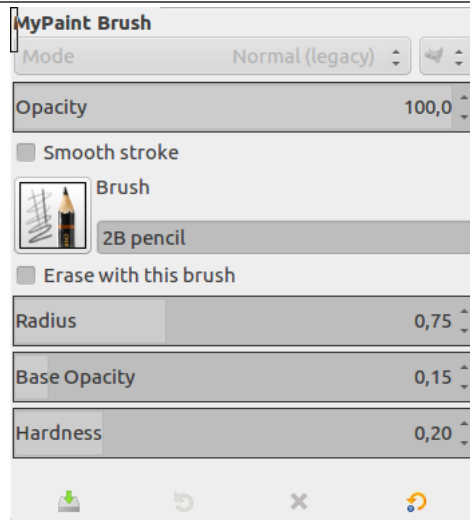 MyPaint Brush
Mode Normal (legacy)
Opacity 100,0
Smooth stroke
Brush
2B pencil
Erase with this brush
Radius 0,75
Base Opacity 0,15
Hardness 0,20